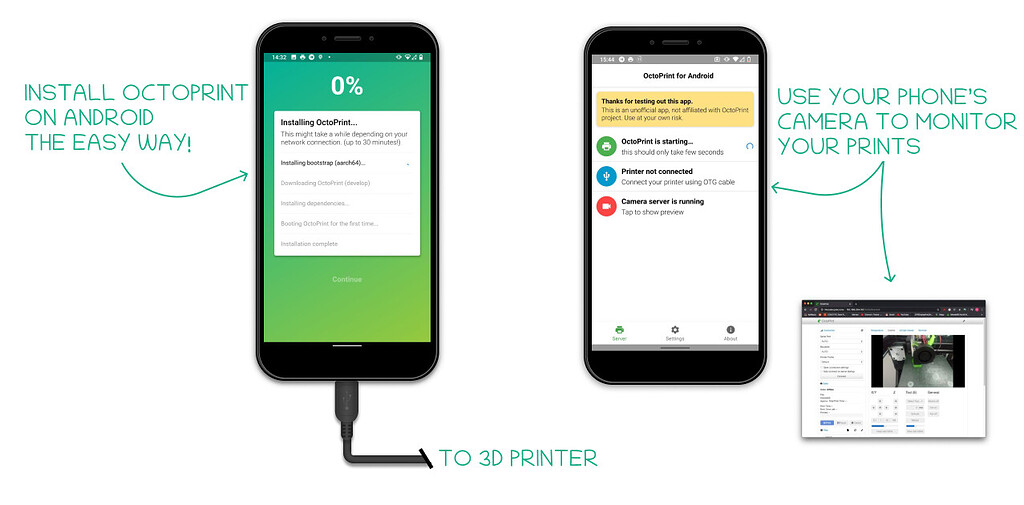 INSTALL OCTOPRINT
ON ANDROID
THE EASY WAY!
14:32
0%
Installing OctoPrint...
This might take a while depending on your
network connection. (up to 30 minutes!)
Installing bootstrap (aarch64)...
Downloading OctoPrint (develop)
Installing dependencies...
Booting OctoPrint for the first time...
Installation complete
Continue
TO 3D PRINTER
15:44
OctoPrint for Android
Thanks for testing out this app.
This is an unofficial app, not affiliated with OctoPrint
project. Use at your own risk.
OctoPrint is starting...
this should only take few seconds
Printer not connected
Connect your printer using OTG cable
Camera server is running
Tap to show preview
Server
Settings
About
USE YOUR PHONE'S
CAMERA TO MONITOR
YOUR PRINTS